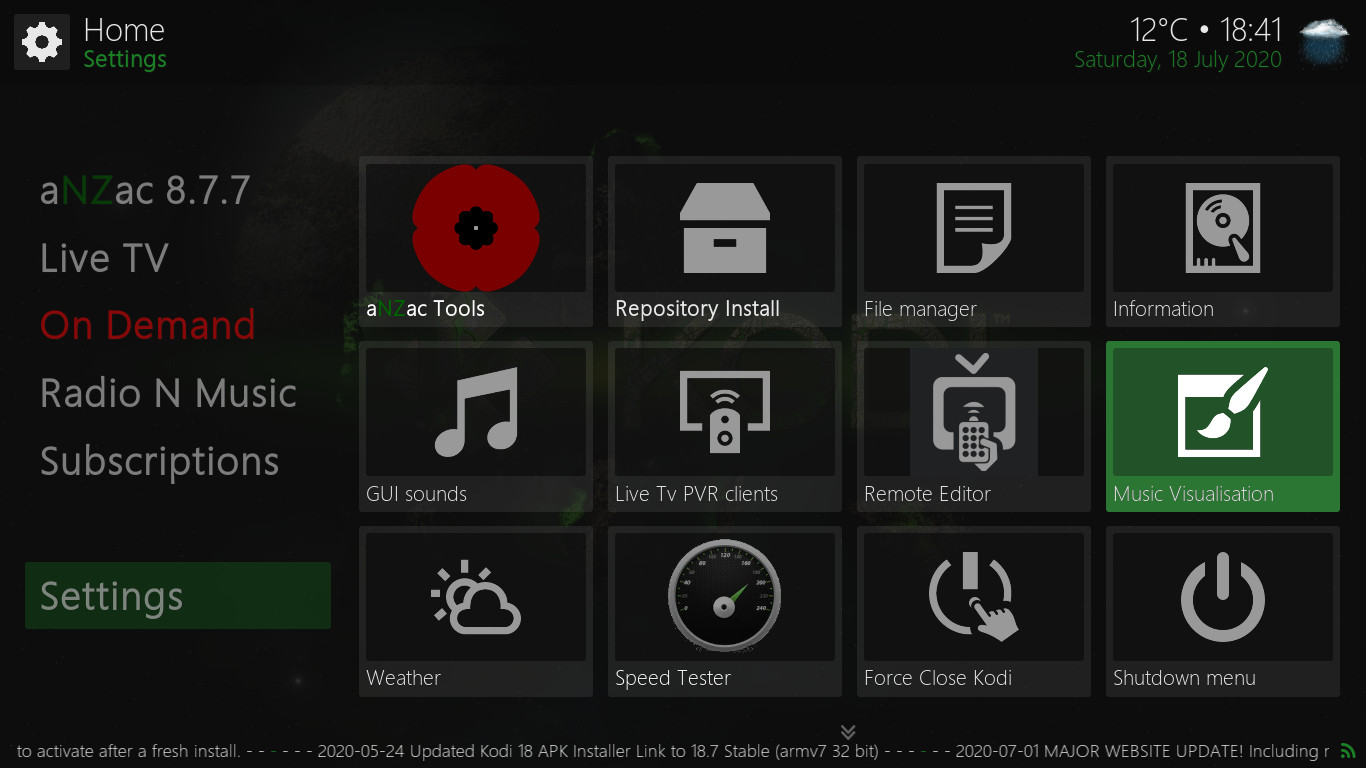 Home
Settings
12°C • 18:41
Saturday, 18 July 2020
aNZac 8.7.7
Live TV
On Demand
Radio N Music
Subscriptions
Settings
aNZac Tools
Repository Install
File manager
Information
GUI sounds
Live Tv PVR clients
Remote Editor
Music Visualisation
Weather
Speed Tester
Force Close Kodi
Shutdown menu
to activate after a fresh install. - - - - - - 2020-05-24 Updated Kodi 18 APK Installer Link to 18.7 Stable (armv7 32 bit) - - - - - - 2020-07-01 MAJOR WEBSITE UPDATE! Including